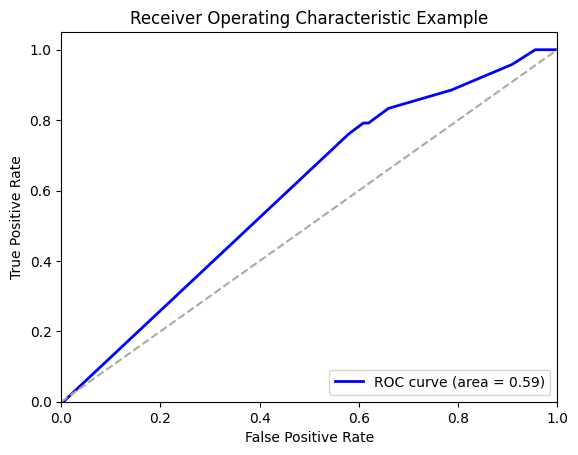 Receiver Operating Characteristic Example
True Positive Rate
1.0
0.8
0.6
0.4
0.2
0.0
ROC curve (area = 0.59)
0.0 0.2 0.4 0.6 0.8 1.0
False Positive Rate